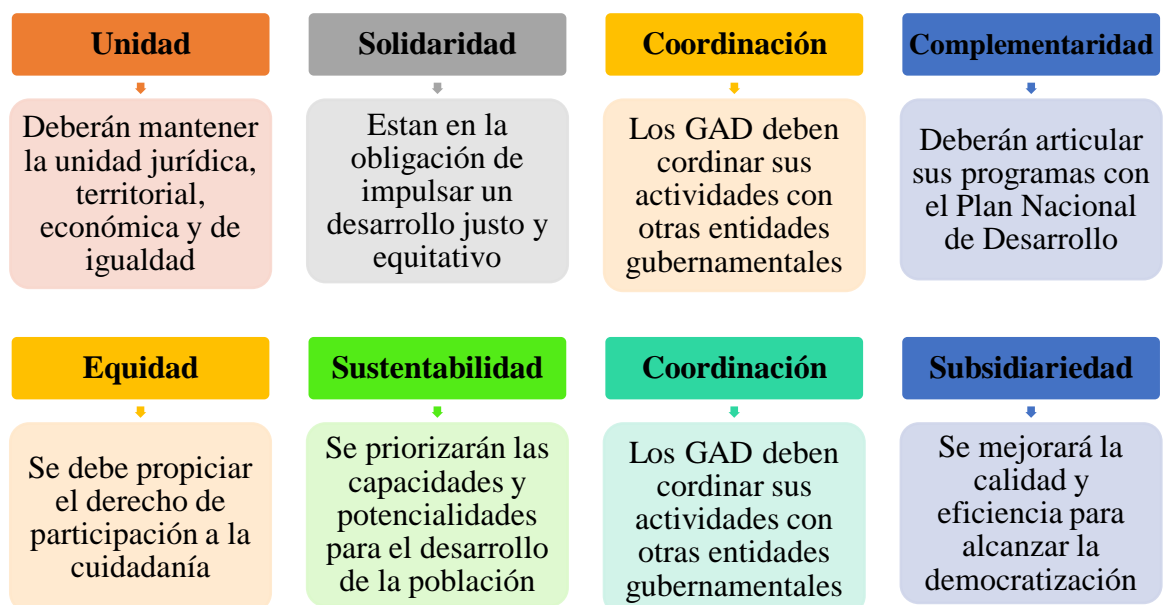 Unidad
Deberán mantener
la unidad jurídica,
territorial,
económica y de
igualdad
Solidaridad
Estan en la
obligación de
impulsar un
desarrollo justo y
equitativo
Coordinación
Los GAD deben
cordinar sus
actividades con
otras entidades
gubernamentales
Complementaridad
Deberán articular
sus programas con
el Plan Nacional
de Desarrollo
Equidad
Se debe propiciar
el derecho de
participación a la
cuidadanía
Sustentabilidad
Se priorizarán las
capacidades y
potencialidades
para el desarrollo
de la población
Coordinación
Los GAD deben
cordinar sus
actividades con
otras entidades
gubernamentales
Subsidiariedad
Se mejorará la
calidad y
eficiencia para
alcanzar la
democratización